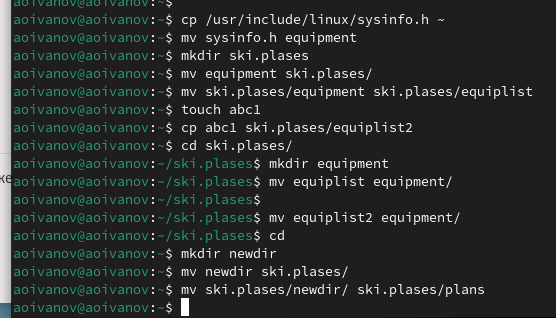 aoivanov@aoivanov:~$
aoivanov@aoivanov:~$ cp /usr/include/linux/sysinfo.h ~
aoivanov@aoivanov:~$ mv sysinfo.h equipment
aoivanov@aoivanov:~$ mkdir ski.plases
aoivanov@aoivanov:~$ mv equipment ski.plases/
aoivanov@aoivanov:~$ mv ski.plases/equipment ski.plases/equiplist
aoivanov@aoivanov:~$ touch abc1
aoivanov@aoivanov:~$ cp abc1 ski.plases/equiplist2
aoivanov@aoivanov:~$ cd ski.plases/
aoivanov@aoivanov:~/ski.plases$ mkdir equipment
aoivanov@aoivanov:~/ski.plases$ mv equiplist equipment/
aoivanov@aoivanov:~/ski.plases$
aoivanov@aoivanov:~/ski.plases$ mv equiplist2 equipment/
aoivanov@aoivanov:~/ski.plases$ cd
aoivanov@aoivanov:~$ mkdir newdir
aoivanov@aoivanov:~$ mv newdir ski.plases/
aoivanov@aoivanov:~$ mv ski.plases/newdir/ ski.plases/plans
aoivanov@aoivanov:~$